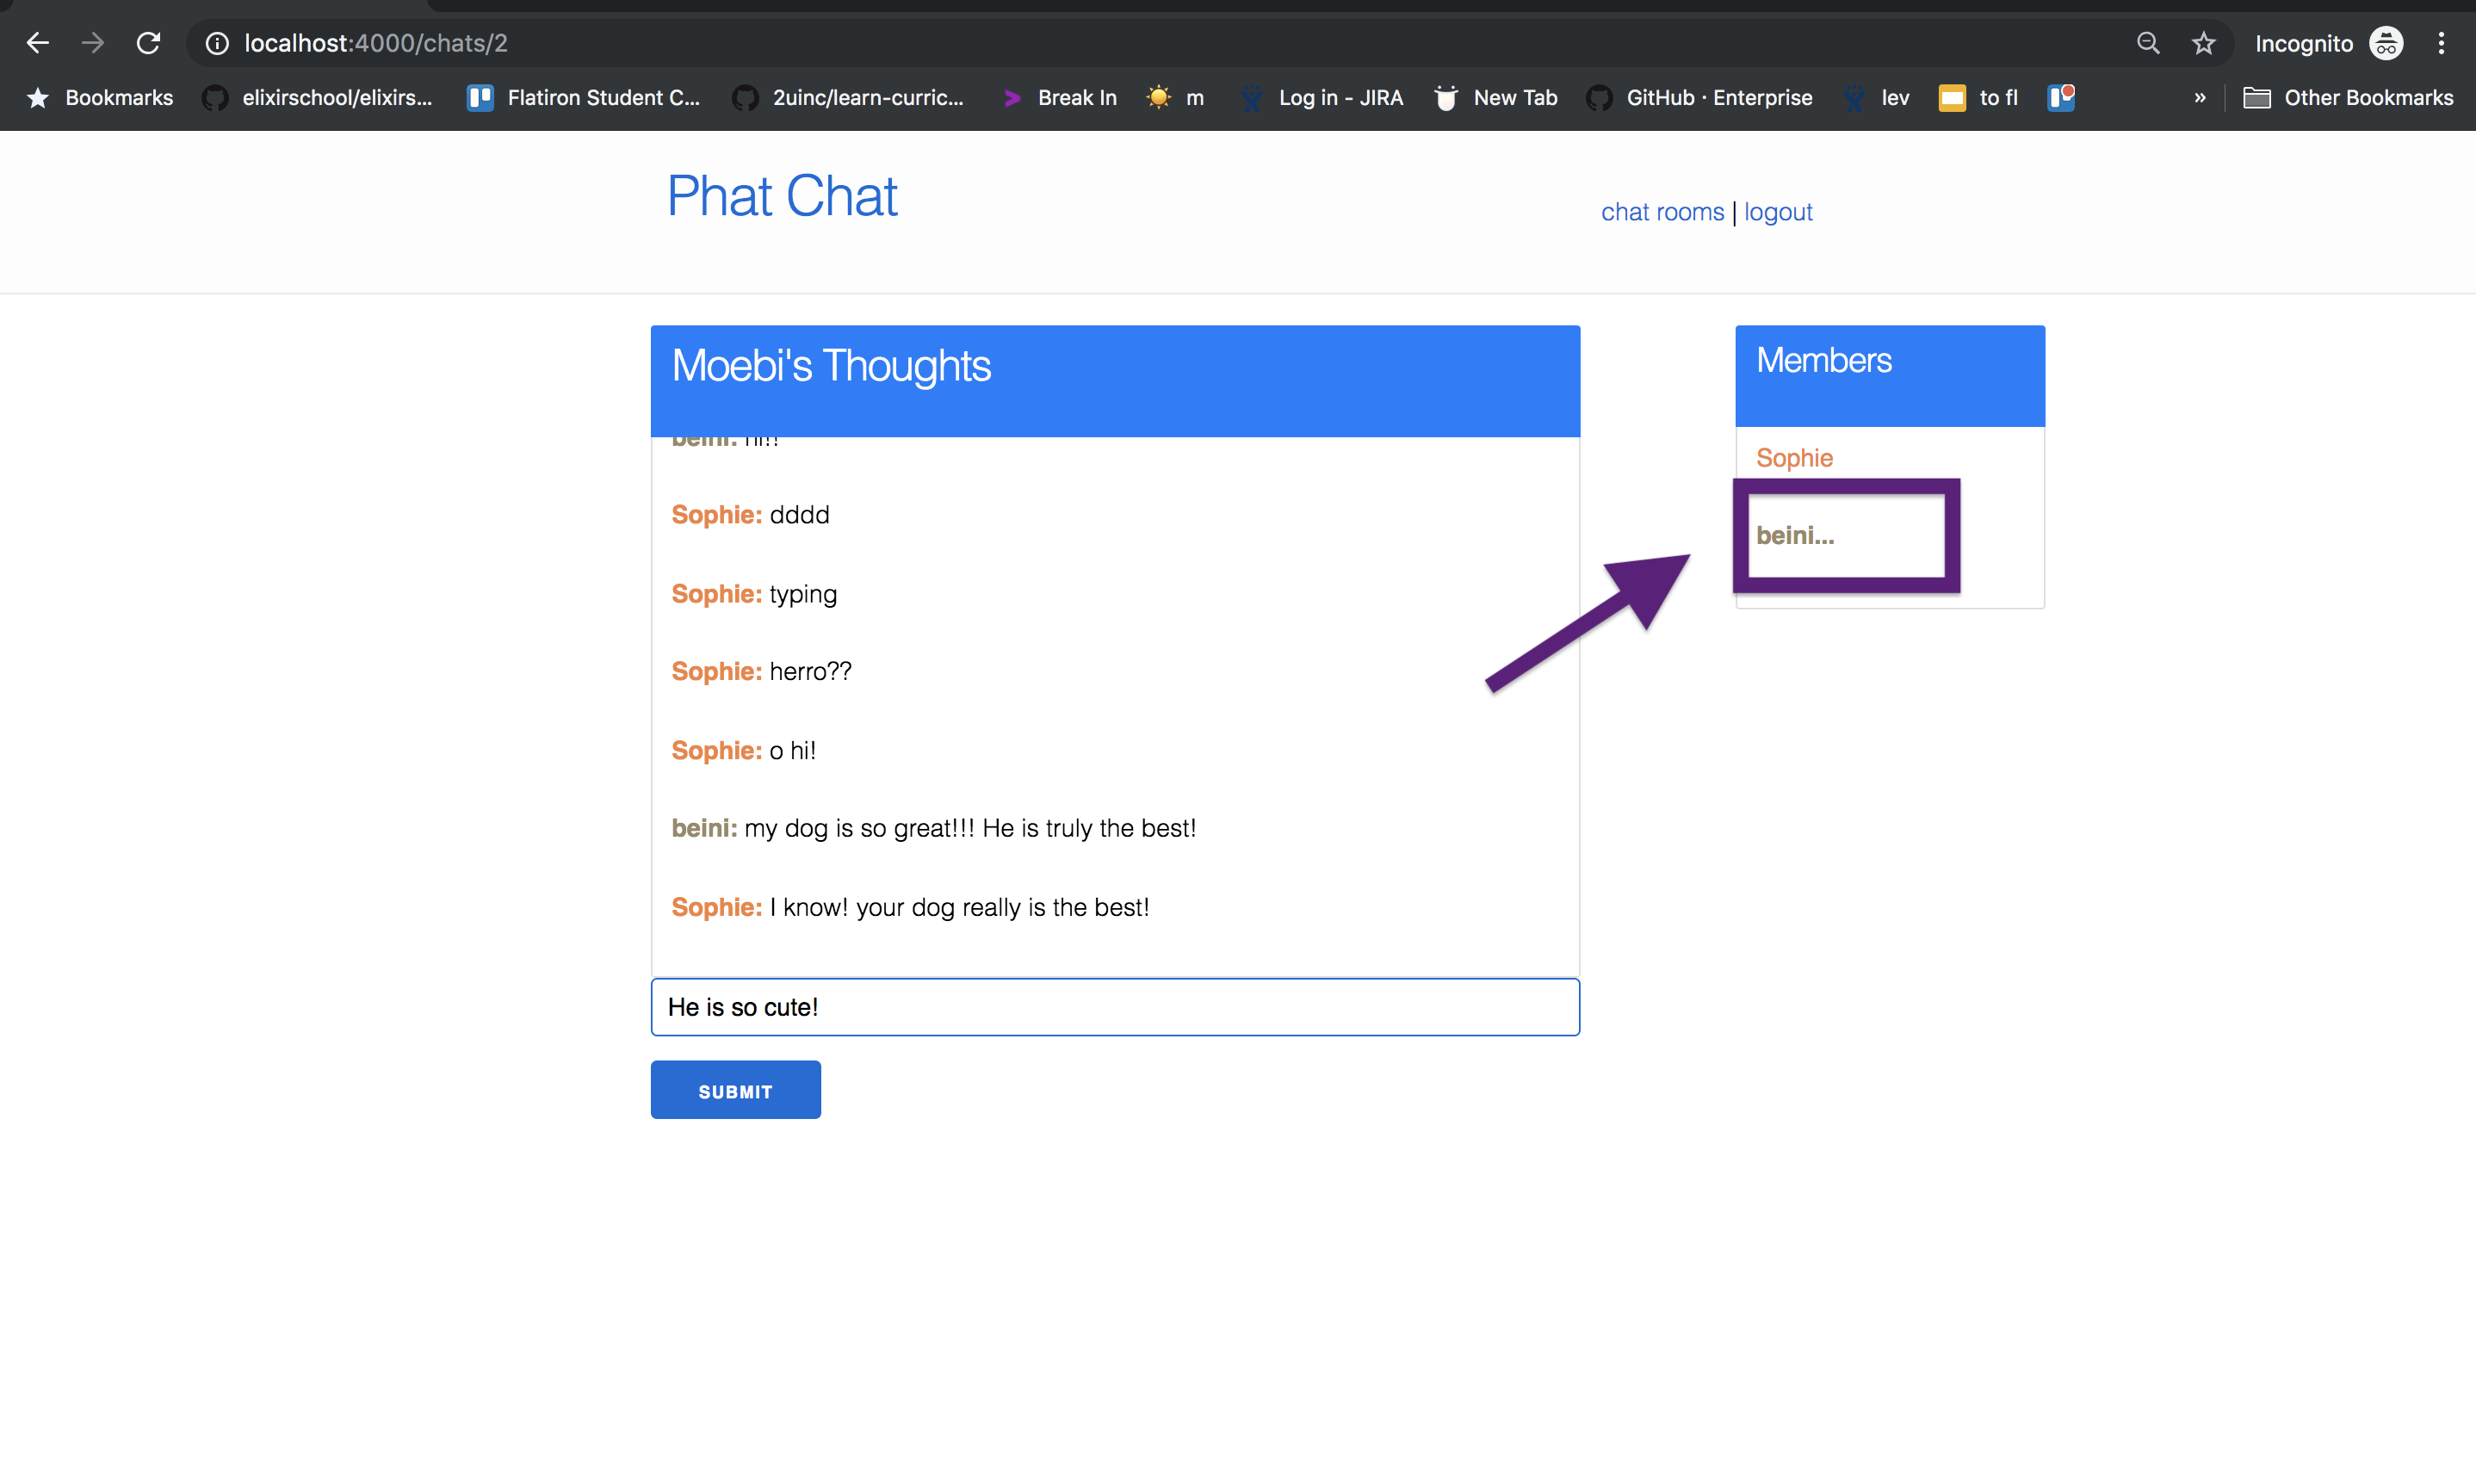 localhost:4000/chats/2
Incognito
Bookmarks
elixirschool/elixirs...
Flatiron Student C...
2uinc/learn-curric...
Break In
m
Log in - JIRA
New Tab
GitHub · Enterprise
lev
to fl
»
Other Bookmarks
Phat Chat
chat rooms | logout
Moebi's Thoughts
beini: hi!!
Sophie: dddd
Sophie: typing
Sophie: herro??
Sophie: o hi!
beini: my dog is so great!!! He is truly the best!
Sophie: I know! your dog really is the best!
He is so cute!
SUBMIT
Members
Sophie
beini...